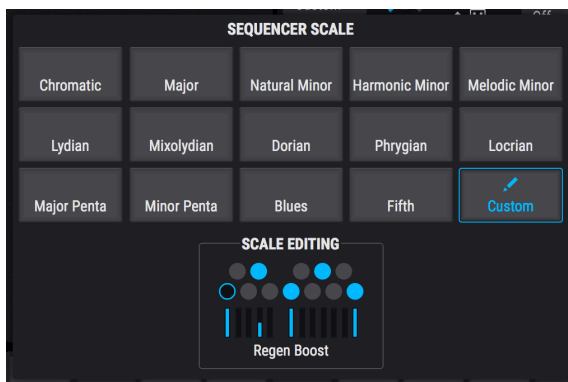 SEQUENCER SCALE
Chromatic Major Natural Minor Harmonic Minor Melodic Minor
Lydian Mixolydian Dorian Phrygian Locrian
Major Penta Minor Penta Blues Fifth Custom
SCALE EDITING
Regen Boost